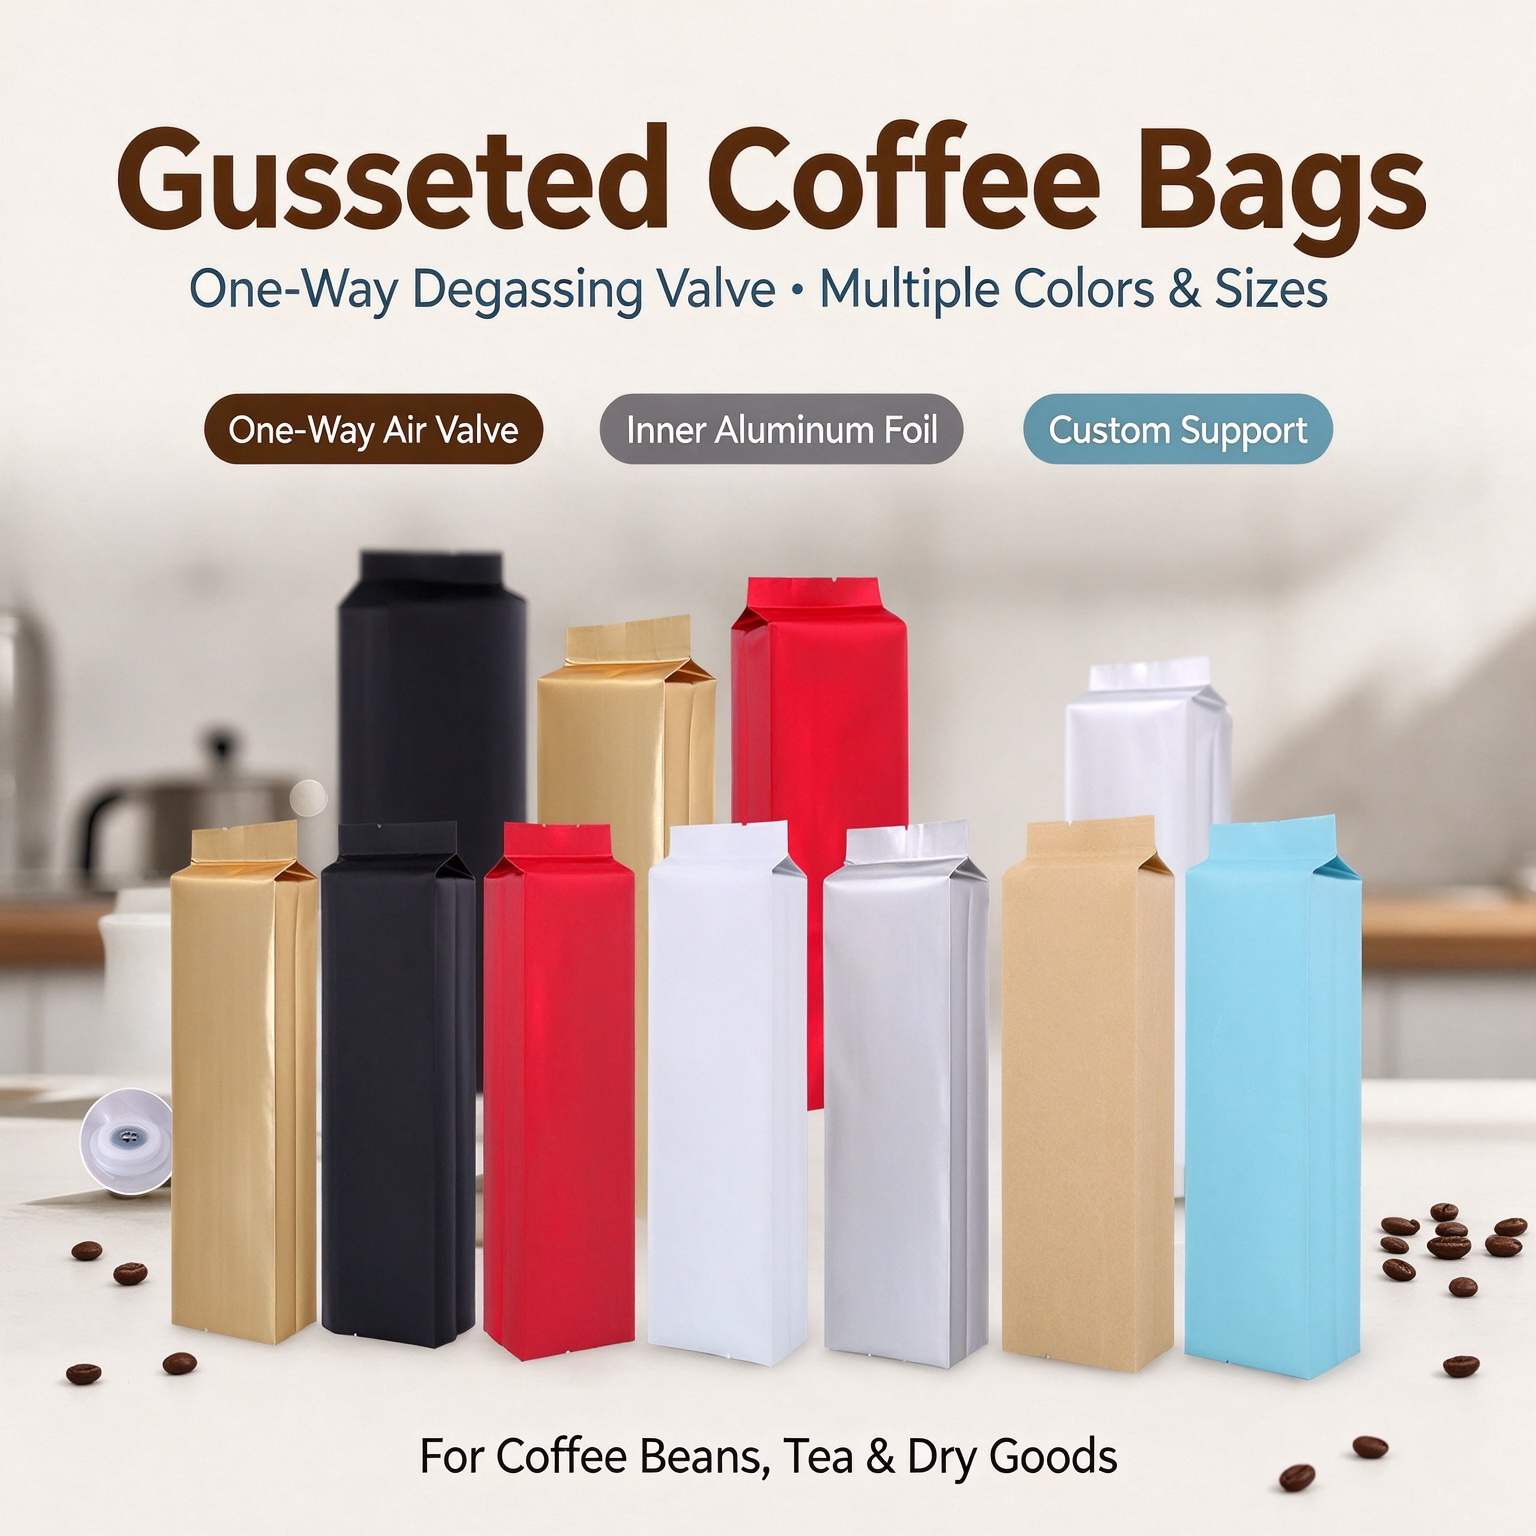 Gusseted Coffee Bags
One-Way Degassing Valve • Multiple Colors & Sizes
One-Way Air Valve
Inner Aluminum Foil
Custom Support
For Coffee Beans, Tea & Dry Goods